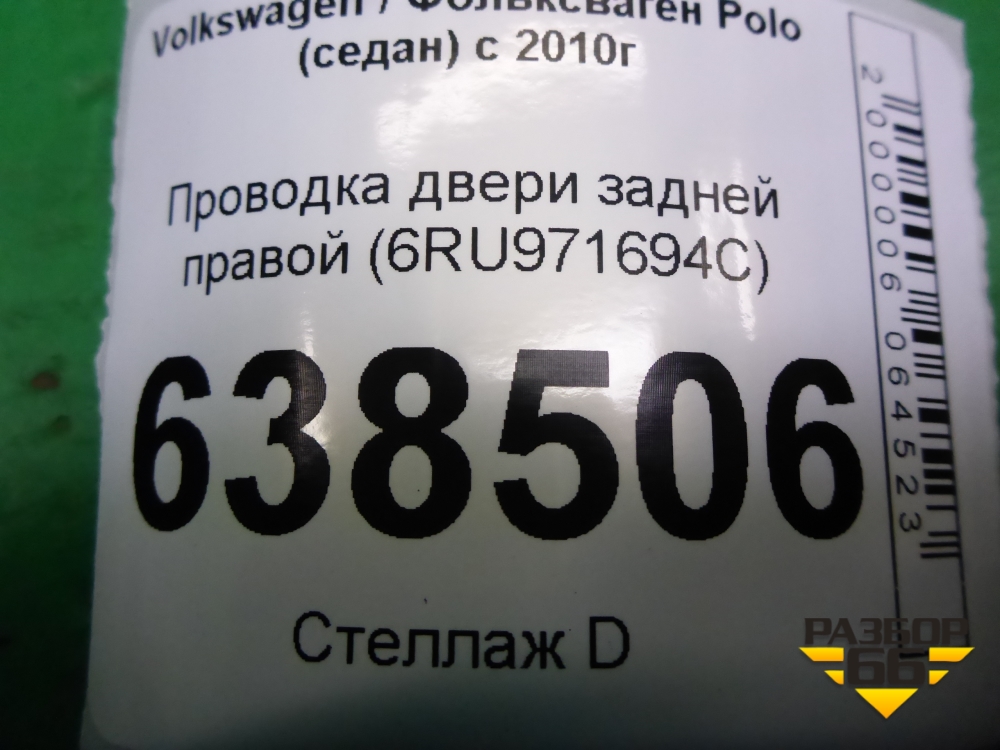 Volkswagen / Фольксваген Polo
(седан) с 2010г
Проводка двери задней
правой (6RU971694C)
638506
Стеллаж D
2000006064523
РАЗБОР
66